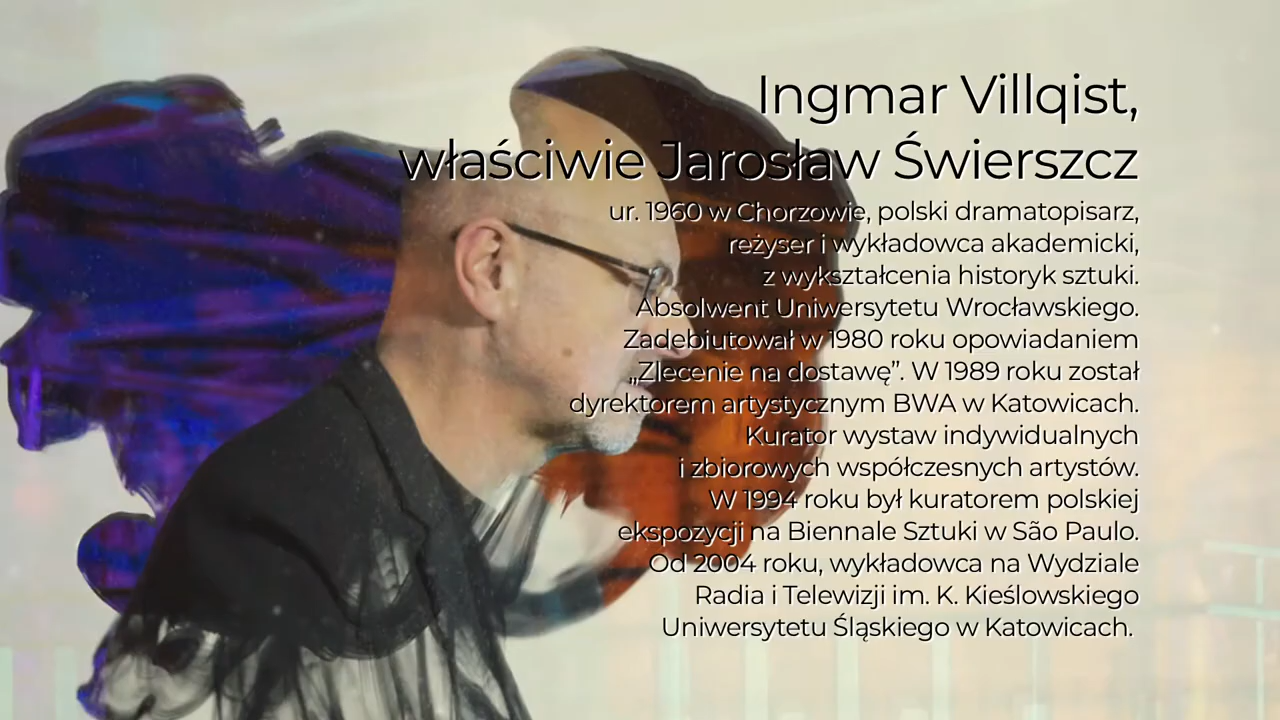 Ingmar Villqist,
właściwie Jarosław Świerszcz
ur. 1960 w Chorzowie, polski dramatopisarz,
reżyser i wykładowca akademicki,
z wykształcenia historyk sztuki.
Absolwent Uniwersytetu Wrocławskiego.
Zadebiutował w 1980 roku opowiadaniem
„Zlecenie na dostawę”. W 1989 roku został
dyrektorem artystycznym BWA w Katowicach.
Kurator wystaw indywidualnych
i zbiorowych współczesnych artystów.
W 1994 roku był kuratorem polskiej
ekspozycji na Biennale Sztuki w São Paulo.
Od 2004 roku, wykładowca na Wydziale
Radia i Telewizji im. K. Kieślowskiego
Uniwersytetu Śląskiego w Katowicach.